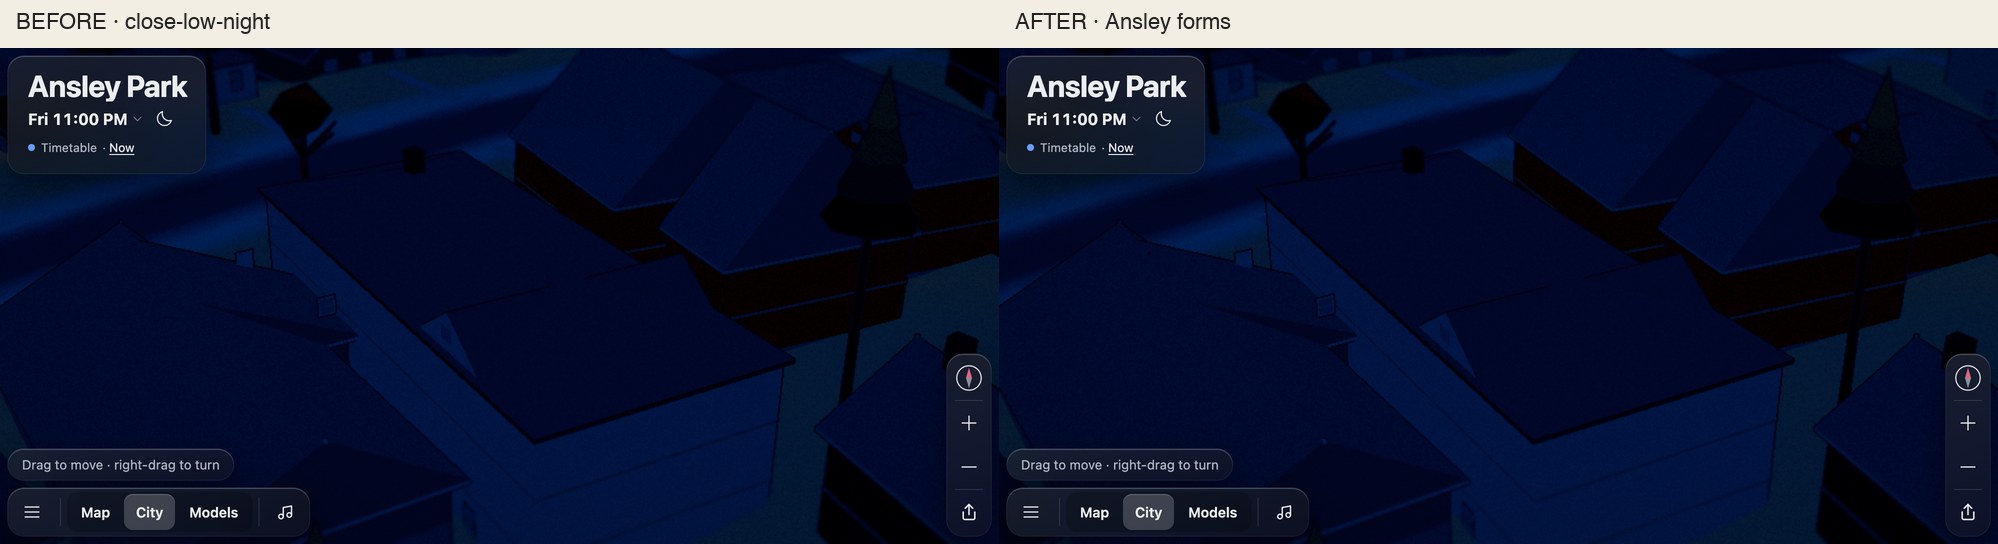 BEFORE · close-low-night
Ansley Park
Fri 11:00 PM
Timetable · Now
Drag to move · right-drag to turn
Map City Models
AFTER · Ansley forms
Ansley Park
Fri 11:00 PM
Timetable · Now
Drag to move · right-drag to turn
Map City Models